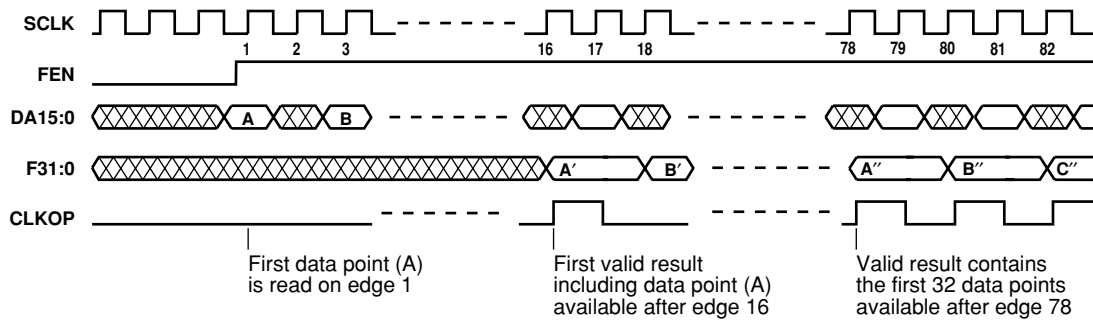 SCLK
1 2 3 16 17 18 78 79 80 81 82
FEN
DA15:0 A B
F31:0 A′ B′ A″ B″ C″
CLKOP
First data point (A)
is read on edge 1
First valid result
including data point (A)
available after edge 16
Valid result contains
the first 32 data points
available after edge 78